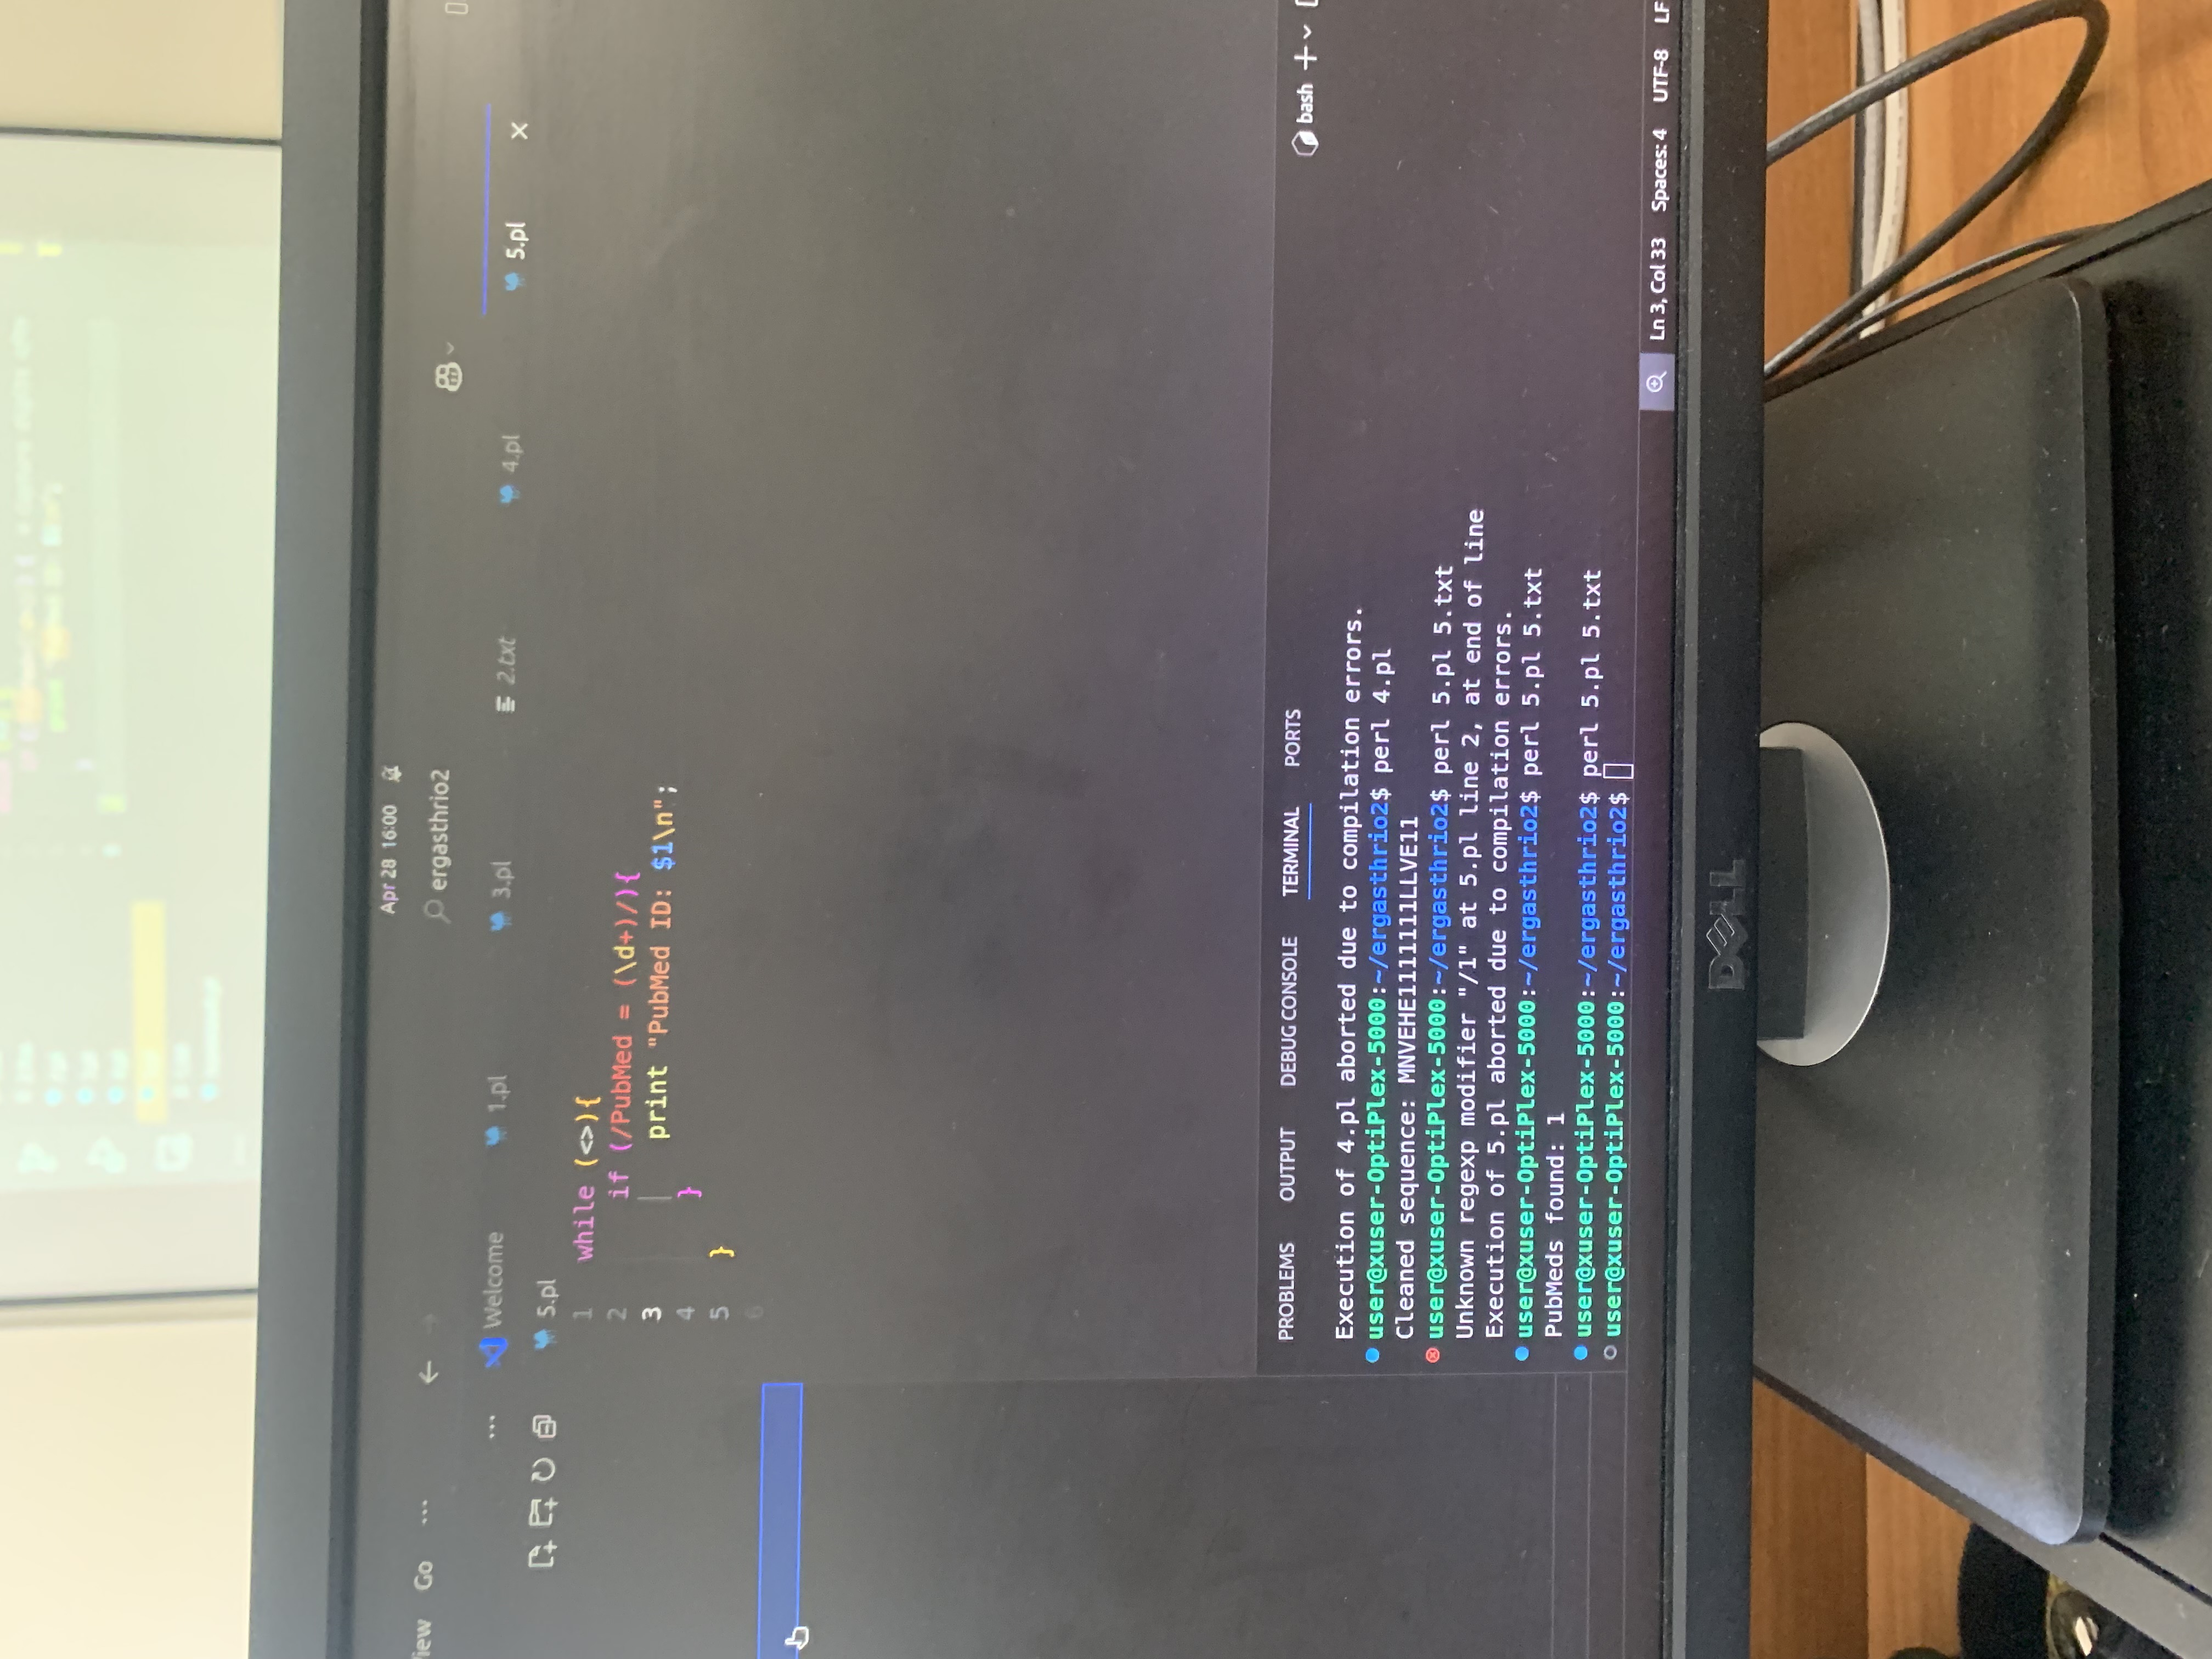 Apr 28 16:00
iew Go ...
ergasthrio2
Welcome 1.pl 3.pl 2.txt 4.pl 5.pl
5.pl
1 while (<>){
2 if (/PubMed = (\d+)/){
3 print "PubMed ID: $1\n";
4 }
5 }
6
PROBLEMS OUTPUT DEBUG CONSOLE TERMINAL PORTS
bash
Execution of 4.pl aborted due to compilation errors.
user@xuser-OptiPlex-5000:~/ergasthrio2$ perl 4.pl
Cleaned sequence: MNVEHE1111111LLVE11
user@xuser-OptiPlex-5000:~/ergasthrio2$ perl 5.pl 5.txt
Unknown regexp modifier "/1" at 5.pl line 2, at end of line
Execution of 5.pl aborted due to compilation errors.
user@xuser-OptiPlex-5000:~/ergasthrio2$ perl 5.pl 5.txt
PubMeds found: 1
user@xuser-OptiPlex-5000:~/ergasthrio2$ perl 5.pl 5.txt
user@xuser-OptiPlex-5000:~/ergasthrio2$
Ln 3, Col 33 Spaces: 4 UTF-8 LF
DELL